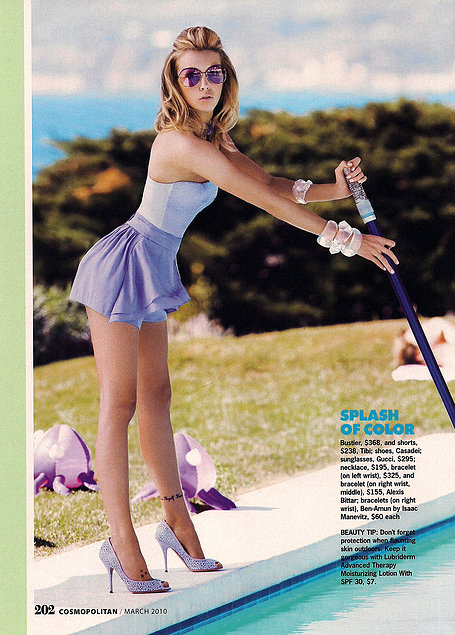 SPLASH
OF COLOR
Bustier, $368, and shorts,
$238, Tibi; shoes, Casadei;
sunglasses, Gucci, $295;
necklace, $195, bracelet
(on left wrist), $325, and
bracelet (on right wrist,
middle), $155, Alexis
Bittar; bracelets (on right
wrist), Ben-Amun by Isaac
Manevitz, $60 each
BEAUTY TIP: Don't forget
protection when flaunting
skin outdoors. Keep it
gorgeous with Lubriderm
Advanced Therapy
Moisturizing Lotion With
SPF 30, $7.
202 COSMOPOLITAN / MARCH 2010